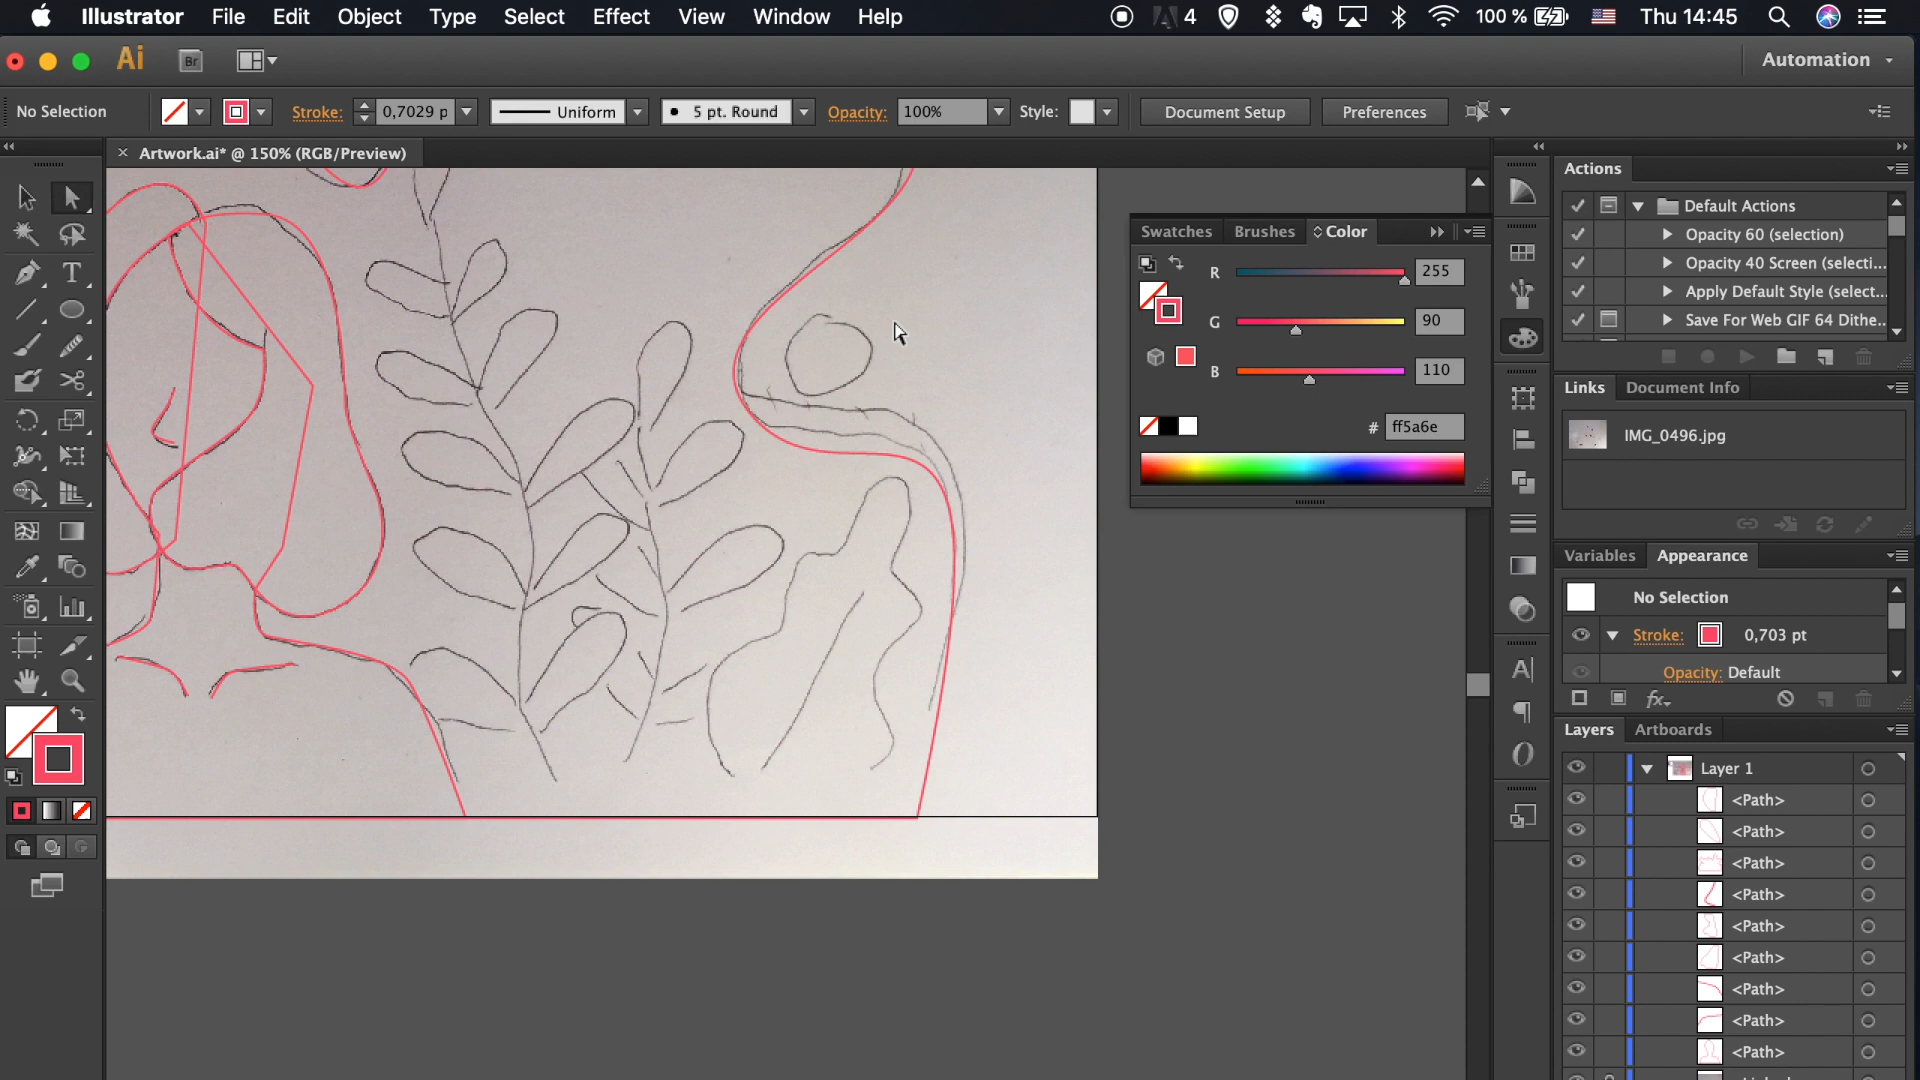 Illustrator File Edit Object Type Select Effect View Window Help 4 100 % Thu 14:45
Ai Br Automation
No Selection Stroke: 0,7029 p Uniform 5 pt. Round Opacity: 100% Style: Document Setup Preferences
× Artwork.ai* @ 150% (RGB/Preview)
Swatches Brushes Color
R 255
G 90
B 110
# ff5a6e
Actions
Default Actions
Opacity 60 (selection)
Opacity 40 Screen (selecti...
Apply Default Style (select...
Save For Web GIF 64 Dithe...
Links Document Info
IMG_0496.jpg
Variables Appearance
No Selection
Stroke: 0,703 pt
Opacity: Default
fx
Layers Artboards
Layer 1
<Path>
<Path>
<Path>
<Path>
<Path>
<Path>
<Path>
<Path>
<Path>